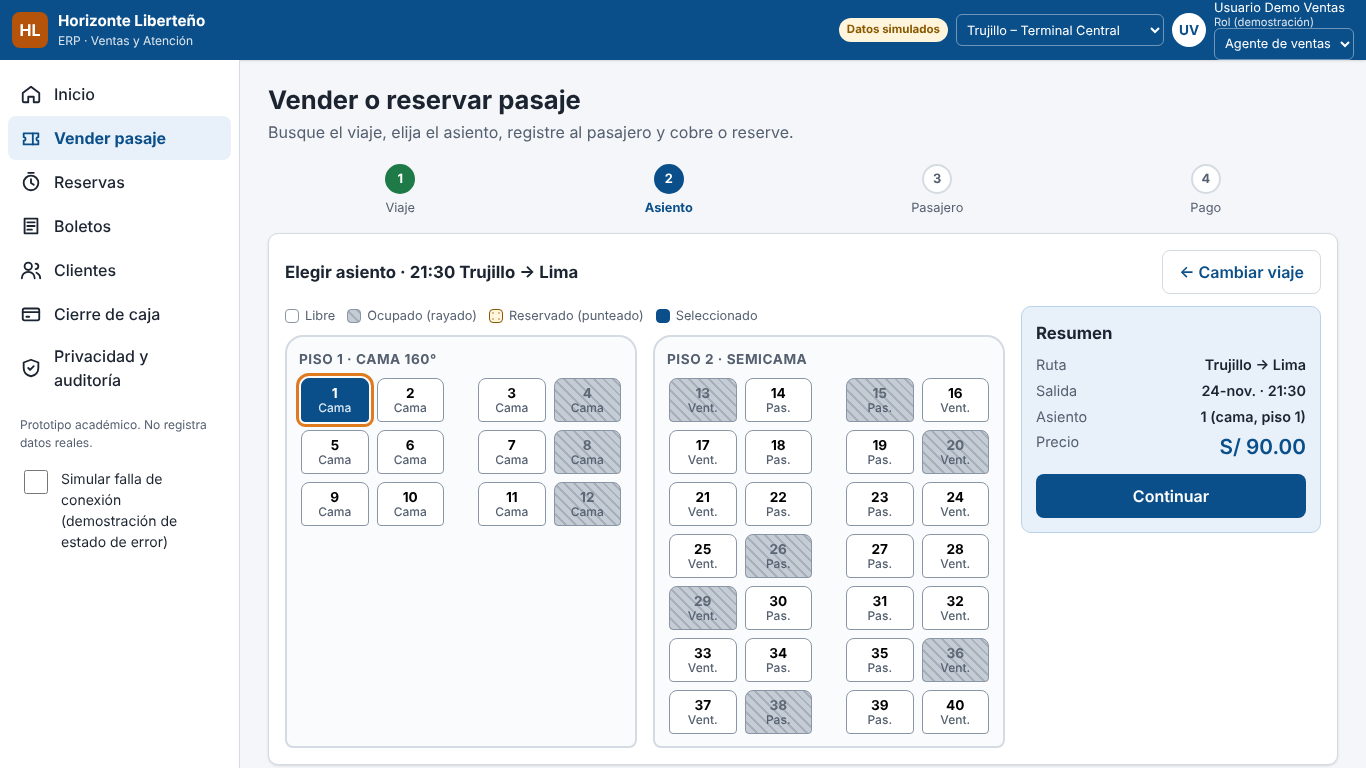 HL
Horizonte Liberteño
ERP · Ventas y Atención
Datos simulados
Trujillo – Terminal Central
UV
Usuario Demo Ventas
Rol (demostración)
Agente de ventas
Inicio
Vender pasaje
Reservas
Boletos
Clientes
Cierre de caja
Privacidad y
auditoría
Prototipo académico. No registra
datos reales.
Simular falla de
conexión
(demostración de
estado de error)
Vender o reservar pasaje
Busque el viaje, elija el asiento, registre al pasajero y cobre o reserve.
1 2 3 4
Viaje Asiento Pasajero Pago
Elegir asiento · 21:30 Trujillo → Lima
← Cambiar viaje
Libre Ocupado (rayado) Reservado (punteado) Seleccionado
PISO 1 · CAMA 160°
1 2 3 4
Cama Cama Cama Cama
5 6 7 8
Cama Cama Cama Cama
9 10 11 12
Cama Cama Cama Cama
PISO 2 · SEMICAMA
13 14 15 16
Vent. Pas. Pas. Vent.
17 18 19 20
Vent. Pas. Pas. Vent.
21 22 23 24
Vent. Pas. Pas. Vent.
25 26 27 28
Vent. Pas. Pas. Vent.
29 30 31 32
Vent. Pas. Pas. Vent.
33 34 35 36
Vent. Pas. Pas. Vent.
37 38 39 40
Vent. Pas. Pas. Vent.
Resumen
Ruta Trujillo → Lima
Salida 24-nov. · 21:30
Asiento 1 (cama, piso 1)
Precio S/ 90.00
Continuar